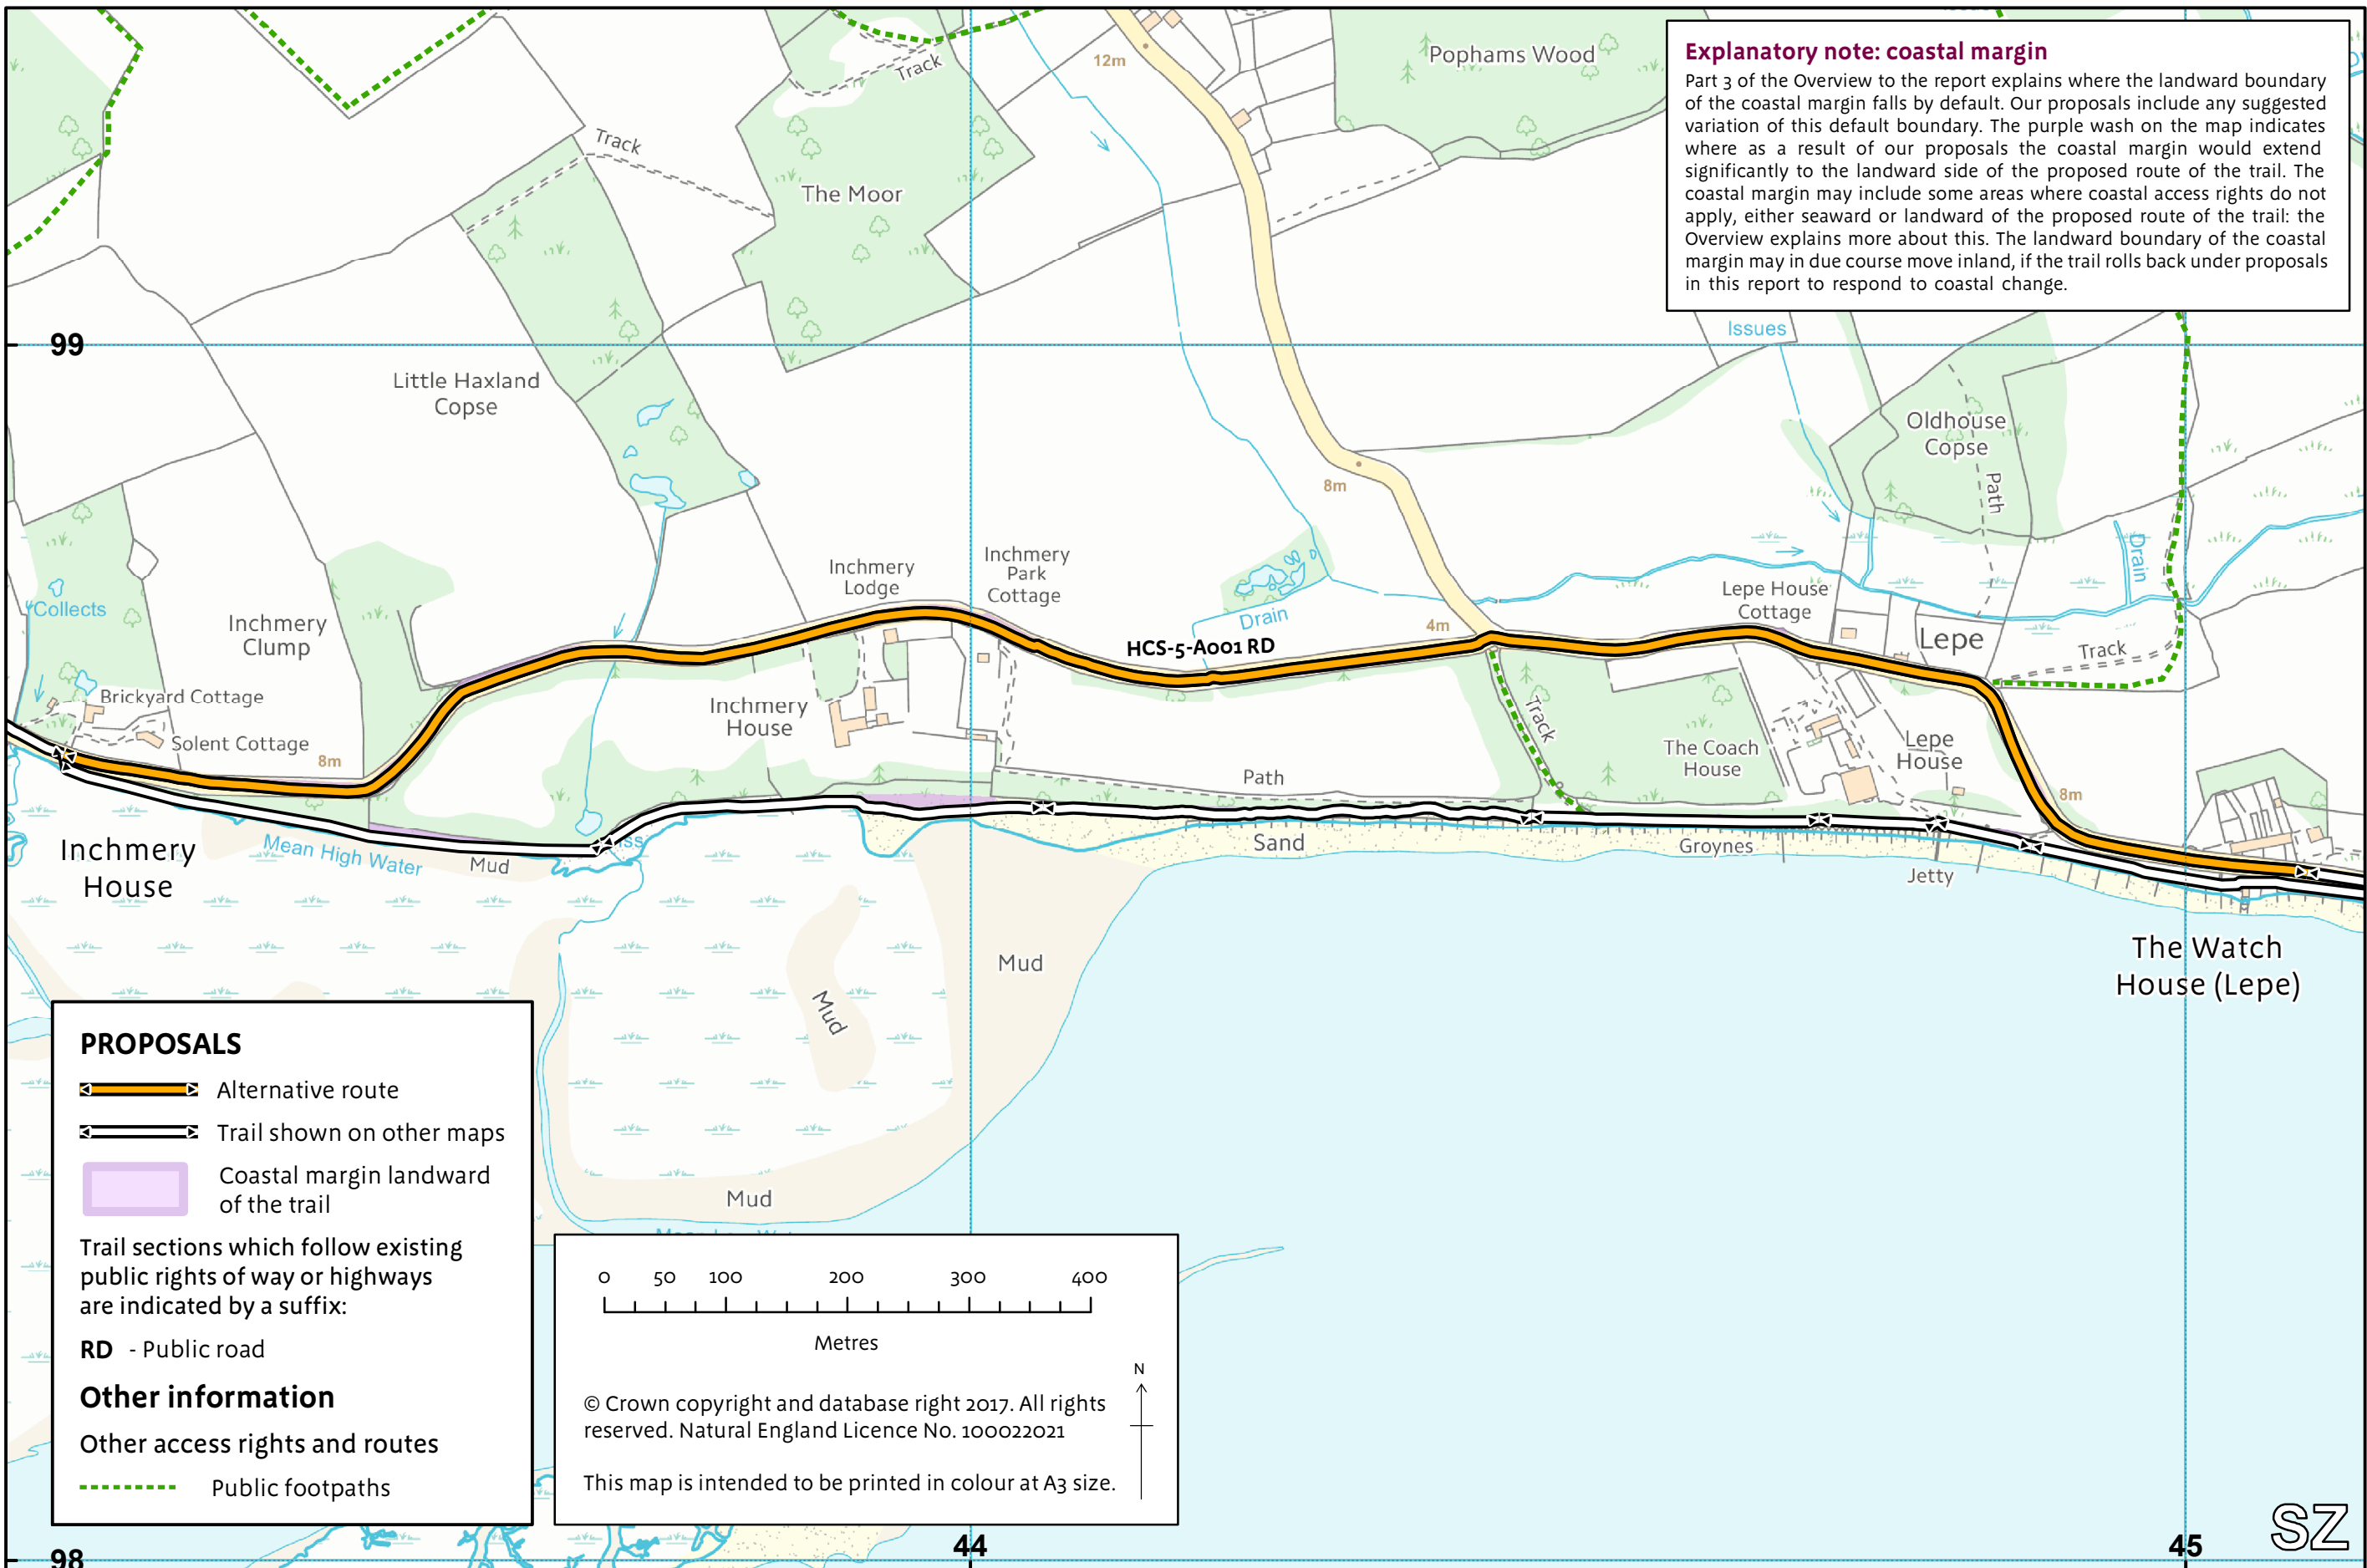 Explanatory note: coastal margin
Part 3 of the Overview to the report explains where the landward boundary
of the coastal margin falls by default. Our proposals include any suggested
variation of this default boundary. The purple wash on the map indicates
where as a result of our proposals the coastal margin would extend
significantly to the landward side of the proposed route of the trail. The
coastal margin may include some areas where coastal access rights do not
apply, either seaward or landward of the proposed route of the trail: the
Overview explains more about this. The landward boundary of the coastal
margin may in due course move inland, if the trail rolls back under proposals
in this report to respond to coastal change.
12m
Track
Pophams Wood
Track
The Moor
99
Issues
Little Haxland
Copse
Oldhouse
Copse
Path
8m
Drain
Inchmery
Lodge
Inchmery
Park
Cottage
Collects
Inchmery
Clump
Drain
4m
HCS-5-A001 RD
Lepe House
Cottage
Lepe
Track
Brickyard Cottage
Solent Cottage
8m
Inchmery
House
Track
The Coach
House
Lepe
House
Path
8m
Inchmery
House
Mean High Water
Mud
Sand
Groynes
Jetty
Mud
Mud
The Watch
House (Lepe)
Mud
PROPOSALS
Alternative route
Trail shown on other maps
Coastal margin landward
of the trail
Trail sections which follow existing
public rights of way or highways
are indicated by a suffix:
RD - Public road
Other information
Other access rights and routes
Public footpaths
0 50 100 200 300 400
Metres
N
© Crown copyright and database right 2017. All rights
reserved. Natural England Licence No. 100022021
This map is intended to be printed in colour at A3 size.
98
44
45
SZ